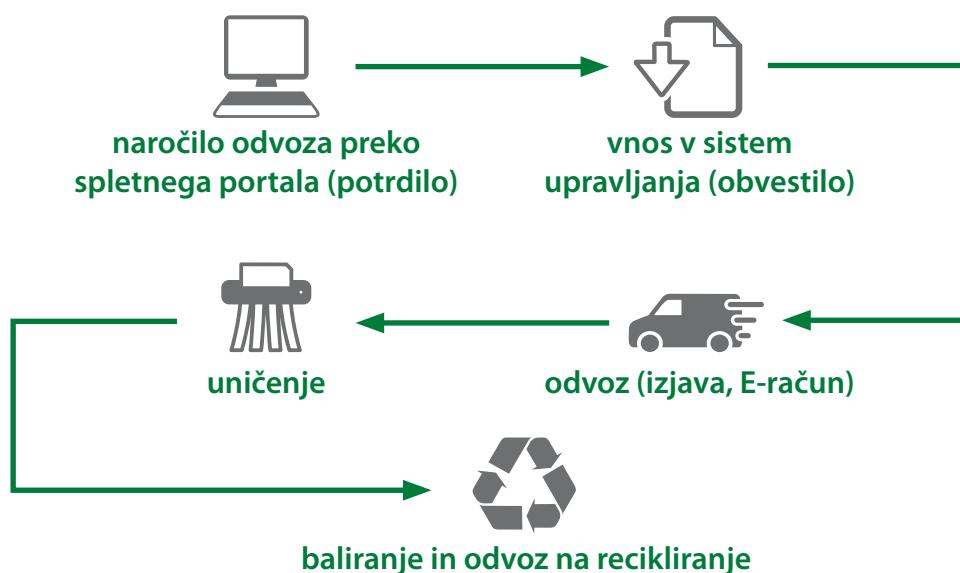 naročilo odvoza preko
spletnega portala (potrdilo)
vnos v sistem
upravljanja (obvestilo)
odvoz (izjava, E-račun)
uničenje
baliranje in odvoz na recikliranje